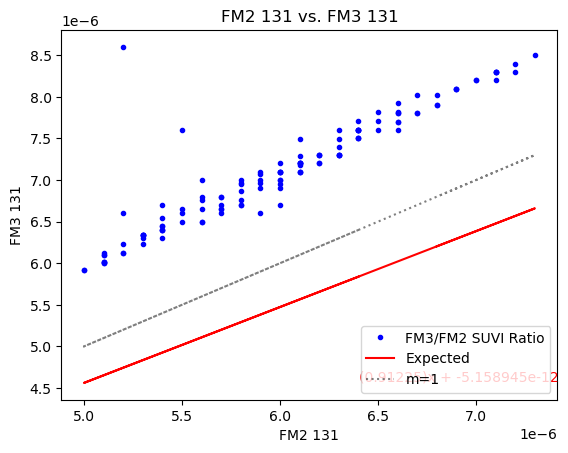 FM2 131 vs. FM3 131
1e−6
8.5
8.0
7.5
7.0
6.5
6.0
5.5
5.0
4.5
FM3 131
FM3/FM2 SUVI Ratio
Expected
m=1
+ -5.158945e-12
5.0 5.5 6.0 6.5 7.0
FM2 131
1e−6